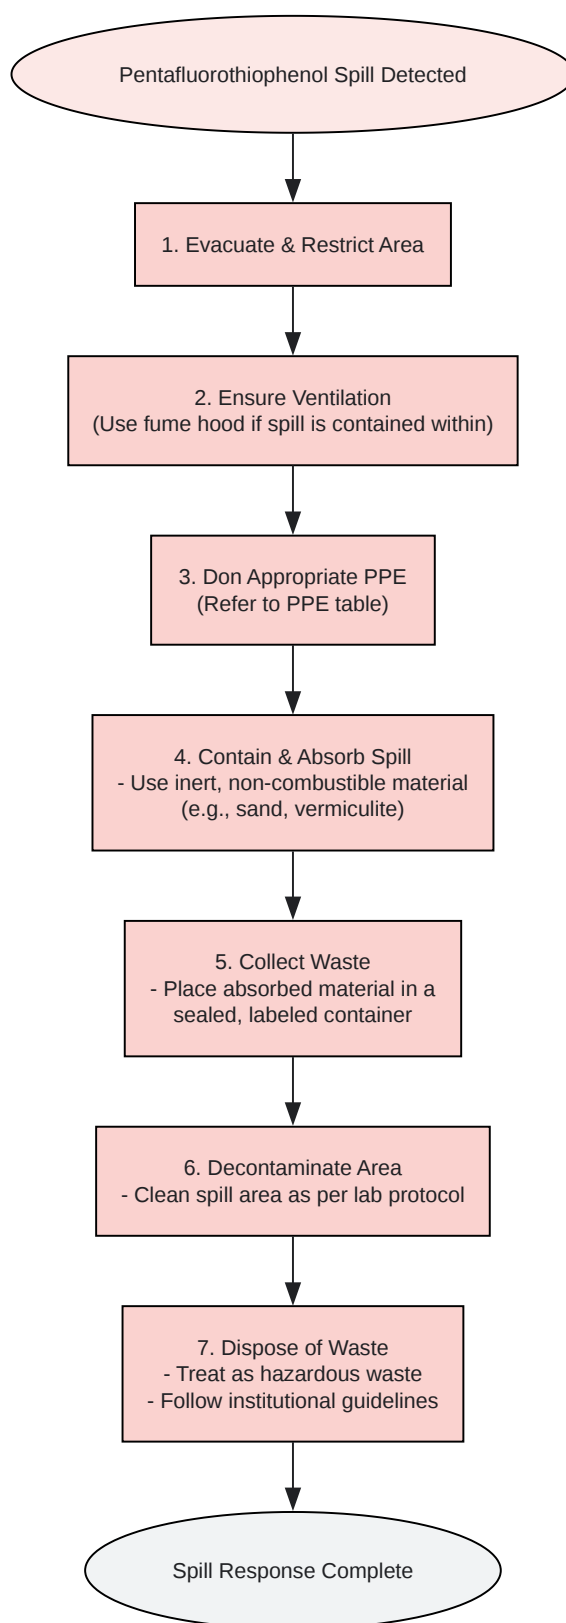 Pentafluorothiophenol Spill Detected
1. Evacuate & Restrict Area
2. Ensure Ventilation
(Use fume hood if spill is contained within)
3. Don Appropriate PPE
(Refer to PPE table)
4. Contain & Absorb Spill
- Use inert, non-combustible material
(e.g., sand, vermiculite)
5. Collect Waste
- Place absorbed material in a
sealed, labeled container
6. Decontaminate Area
- Clean spill area as per lab protocol
7. Dispose of Waste
- Treat as hazardous waste
- Follow institutional guidelines
Spill Response Complete